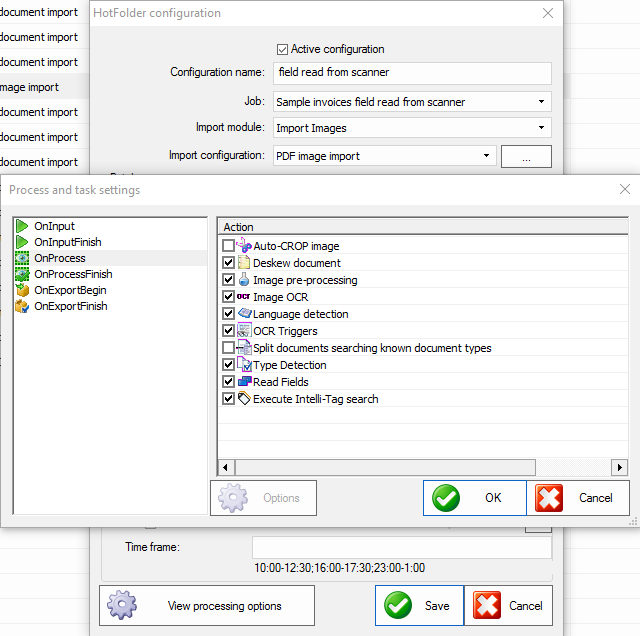 document import
HotFolder configuration
document import
document import
Active configuration
Configuration name: field read from scanner
mage import
Job: Sample invoices field read from scanner
document import
Import module: Import Images
document import
Import configuration: PDF image import ...
document import
Process and task settings
OnInput
OnInputFinish
OnProcess
OnProcessFinish
OnExportBegin
OnExportFinish
Action
Auto-CROP image
Deskew document
Image pre-processing
OCR Image OCR
Language detection
OCR Triggers
Split documents searching known document types
Type Detection
Read Fields
Execute Intelli-Tag search
Options OK Cancel
Time frame:
10:00-12:30;16:00-17:30;23:00-1:00
View processing options Save Cancel